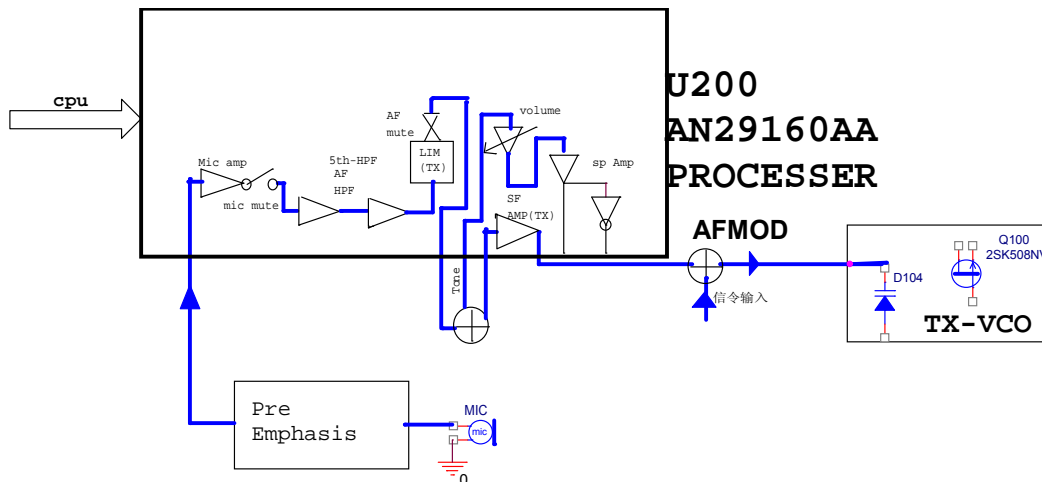 cpu
U200
AN29160AA
PROCESSER
AF
mute
volume
LIM
(TX)
sp Amp
Mic amp
5th-HPF
AF
HPF
mic mute
SF
AMP(TX)
AFMOD
Tone
信令输入
Q100
2SK508NV
D104
TX-VCO
Pre
Emphasis
MIC
mic
0